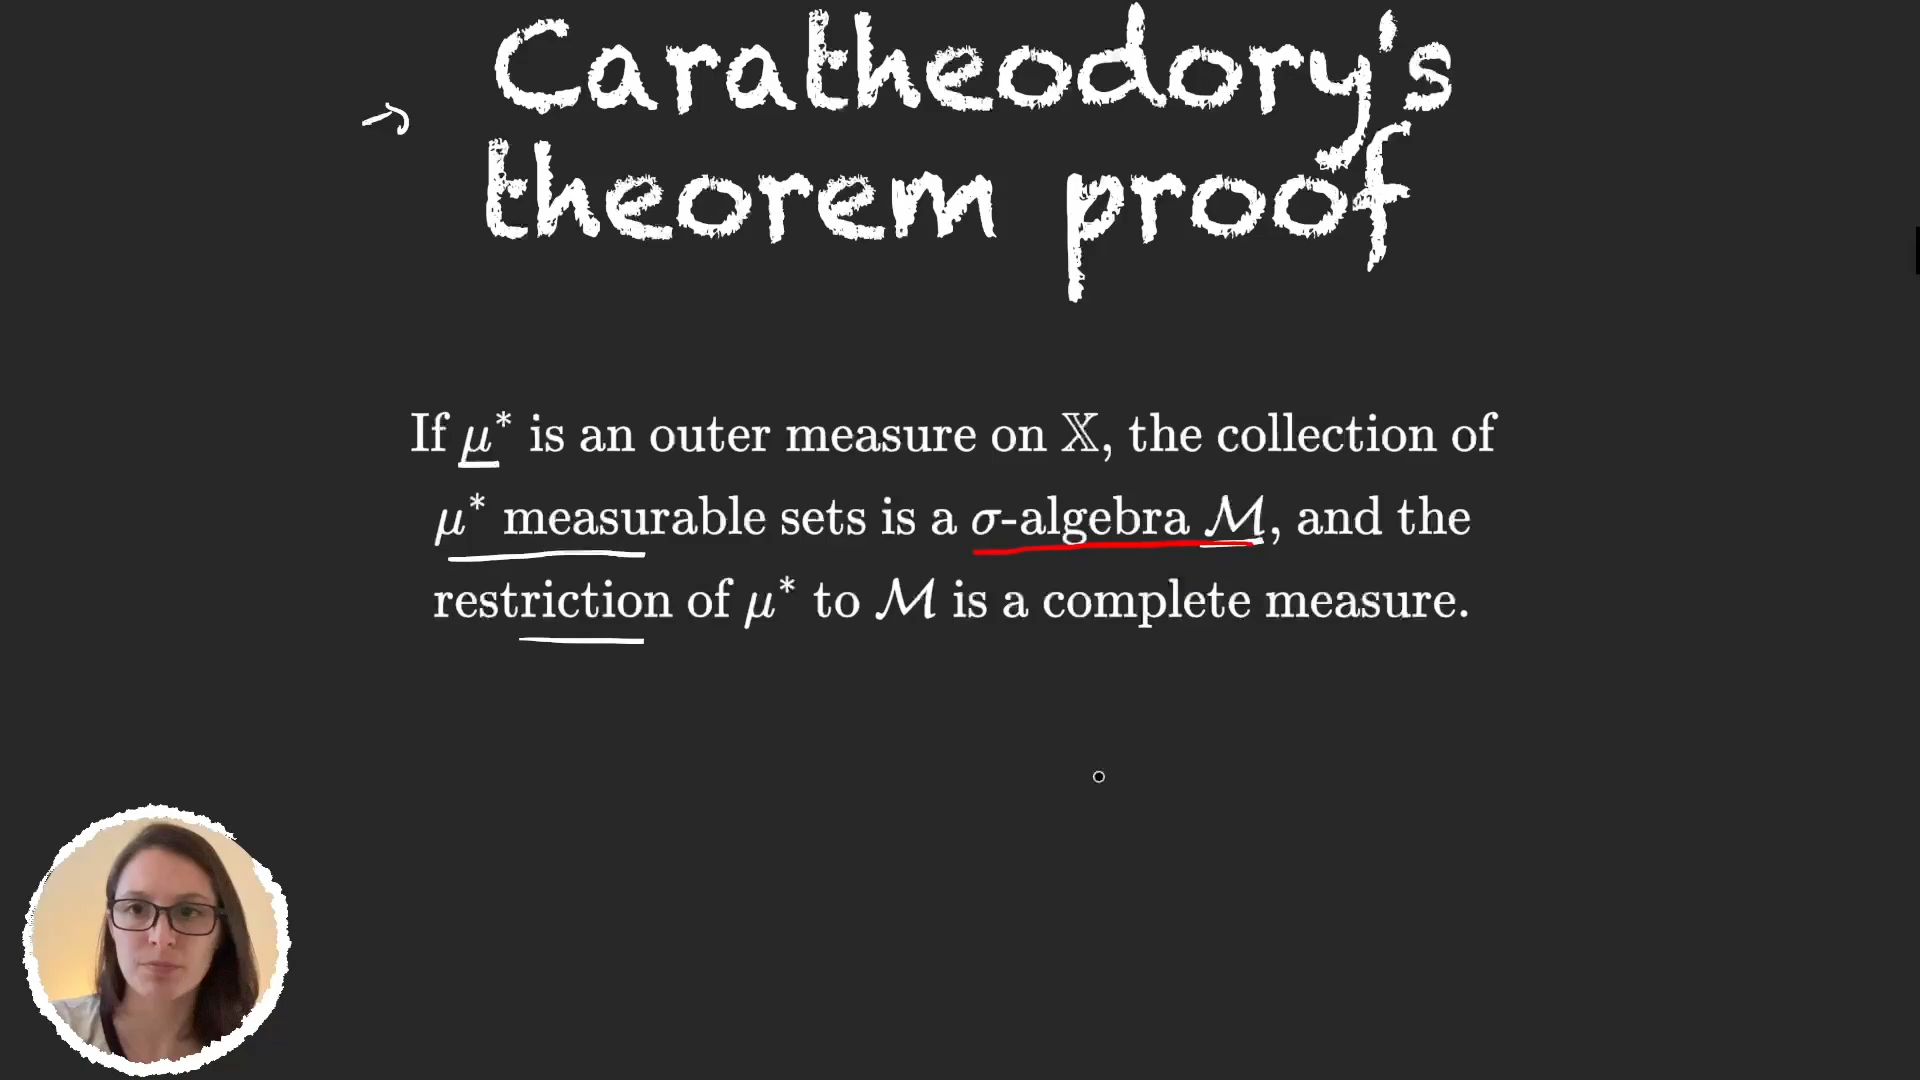 Caratheodory's
theorem proof
If μ* is an outer measure on 𝕏, the collection of
μ* measurable sets is a σ-algebra ℳ, and the
restriction of μ* to ℳ is a complete measure.